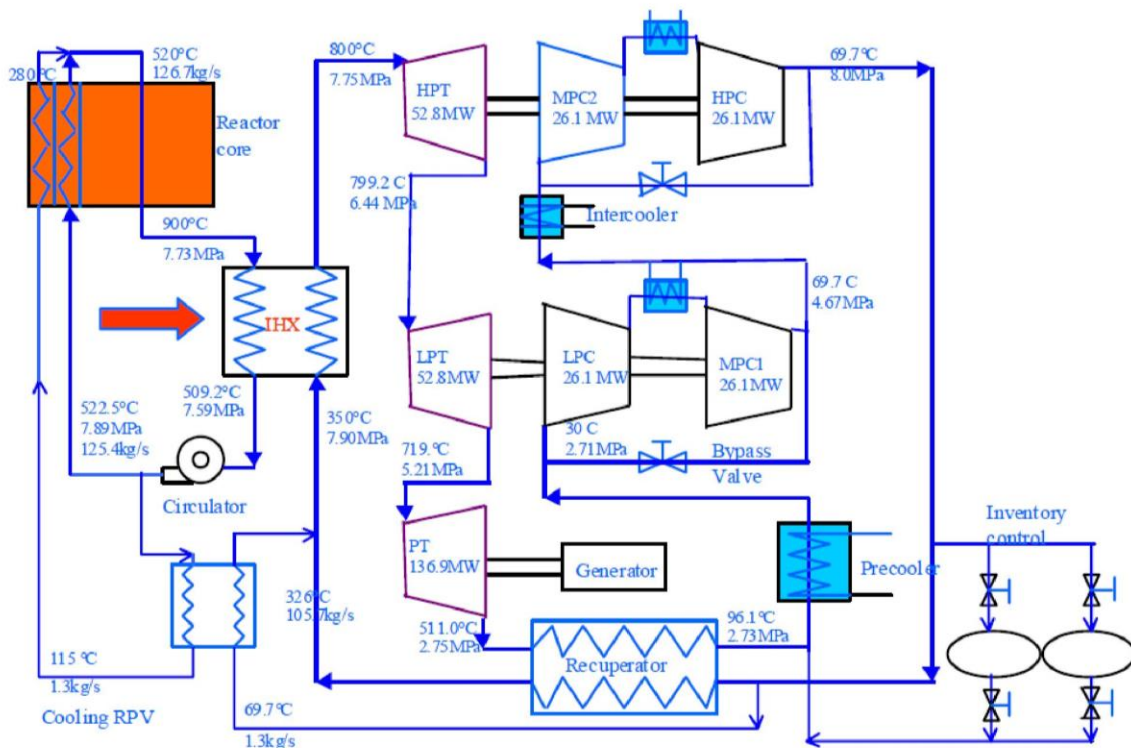 520°C
126.7kg/s
280°C
Reactor
core
900°C
7.73MPa
IHX
509.2°C
7.59MPa
522.5°C
7.89MPa
125.4kg/s
Circulator
115 °C
1.3kg/s
Cooling RPV
69.7°C
1.3kg/s
326°C
105.7kg/s
350°C
7.90MPa
800°C
7.75MPa
HPT
52.8MW
MPC2
26.1 MW
HPC
26.1MW
69.7°C
8.0MPa
799.2 C
6.44 MPa
Intercooler
69.7 C
4.67MPa
LPT
52.8MW
LPC
26.1 MW
MPC1
26.1MW
30 C
2.71MPa
Bypass
Valve
719.°C
5.21MPa
PT
136.9MW
Generator
Precooler
Inventory
control
511.0°C
2.75MPa
Recuperator
96.1°C
2.73MPa